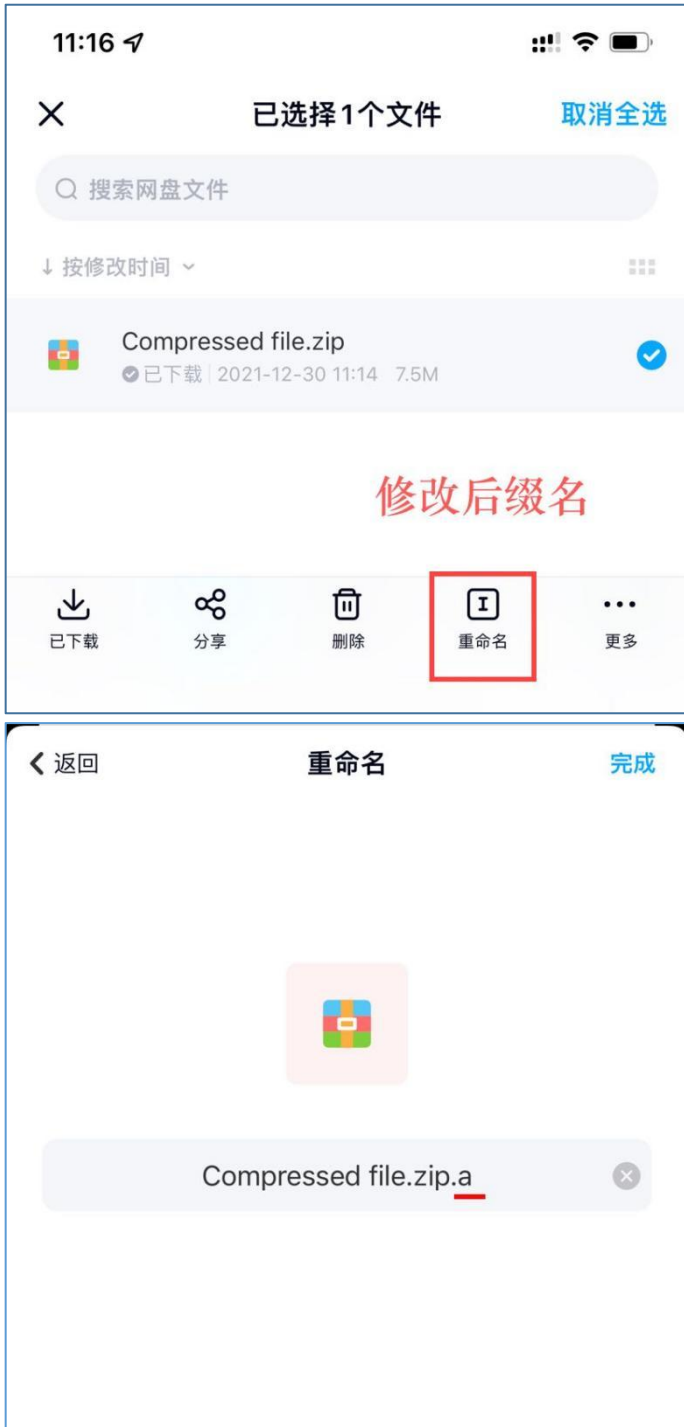 11:16
已选择1个文件
取消全选
搜索网盘文件
↓按修改时间
Compressed file.zip
已下载 2021-12-30 11:14 7.5M
修改后缀名
已下载
分享
删除
重命名
更多
返回
重命名
完成
Compressed file.zip.a